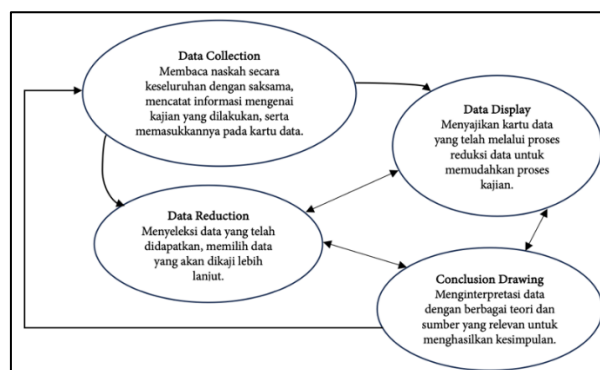 Data Collection
Membaca naskah secara
keseluruhan dengan saksama,
mencatat informasi mengenai
kajian yang dilakukan, serta
memasukkannya pada kartu data.
Data Display
Menyajikan kartu data
yang telah melalui proses
reduksi data untuk
memudahkan proses
kajian.
Data Reduction
Menyeleksi data yang telah
didapatkan, memilih data
yang akan dikaji lebih
lanjut.
Conclusion Drawing
Menginterpretasi data
dengan berbagai teori dan
sumber yang relevan untuk
menghasilkan kesimpulan.